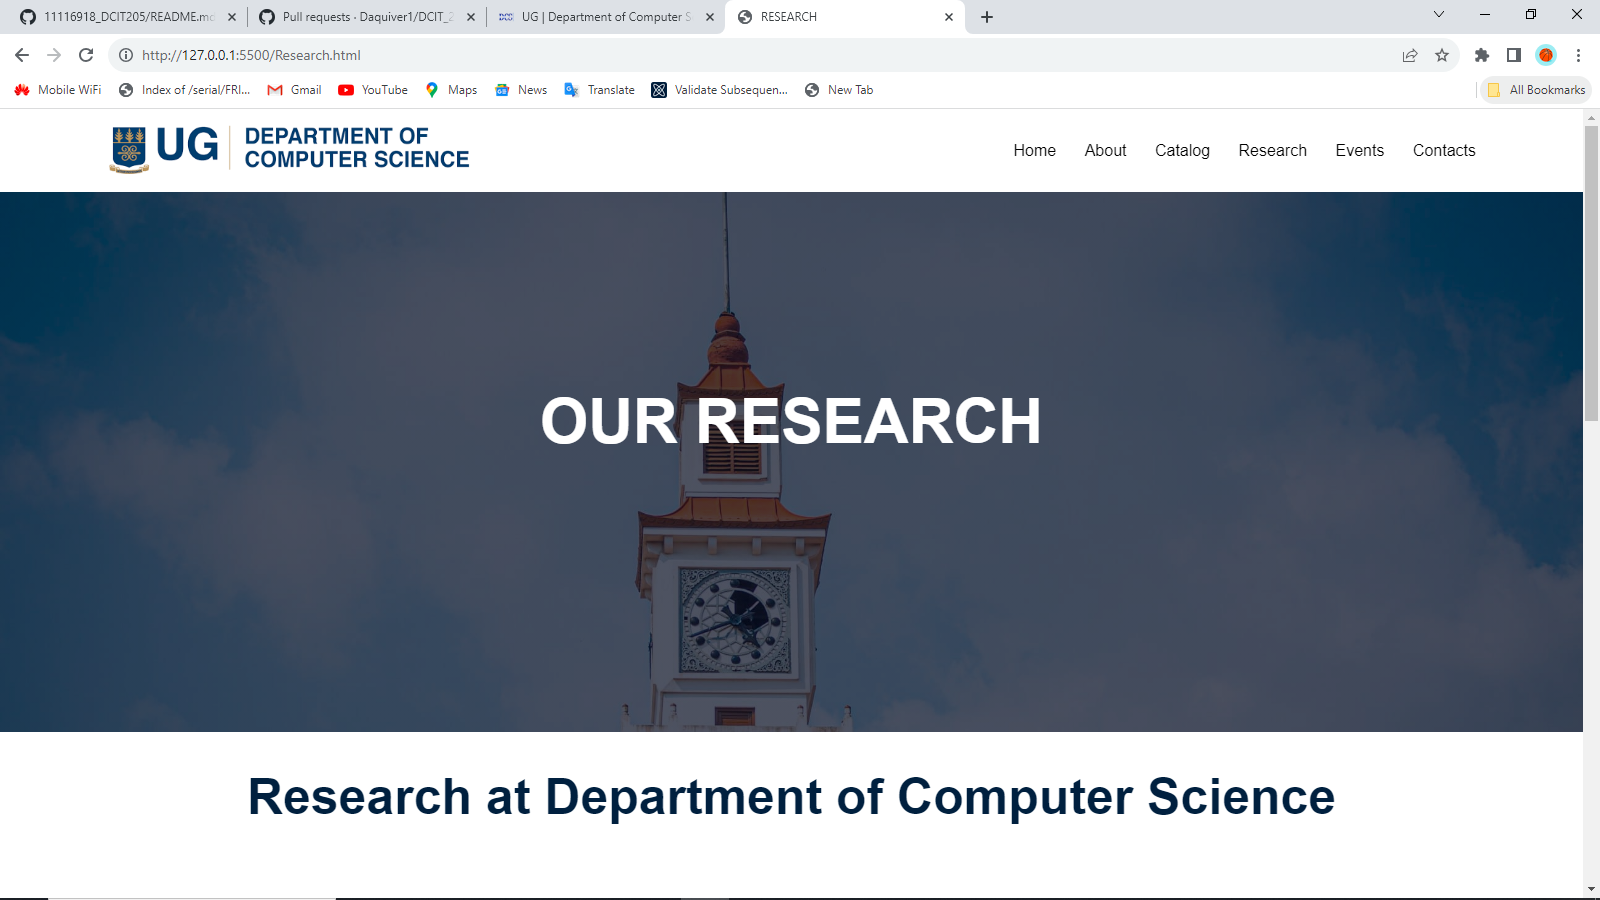 11116918_DCIT205/README.md
Pull requests · Daquiver1/DCIT_2
UG | Department of Computer S
RESEARCH
http://127.0.0.1:5500/Research.html
Mobile WiFi
Index of /serial/FRI...
Gmail
YouTube
Maps
News
Translate
Validate Subsequen...
New Tab
All Bookmarks
UG
DEPARTMENT OF
COMPUTER SCIENCE
Home
About
Catalog
Research
Events
Contacts
OUR RESEARCH
Research at Department of Computer Science